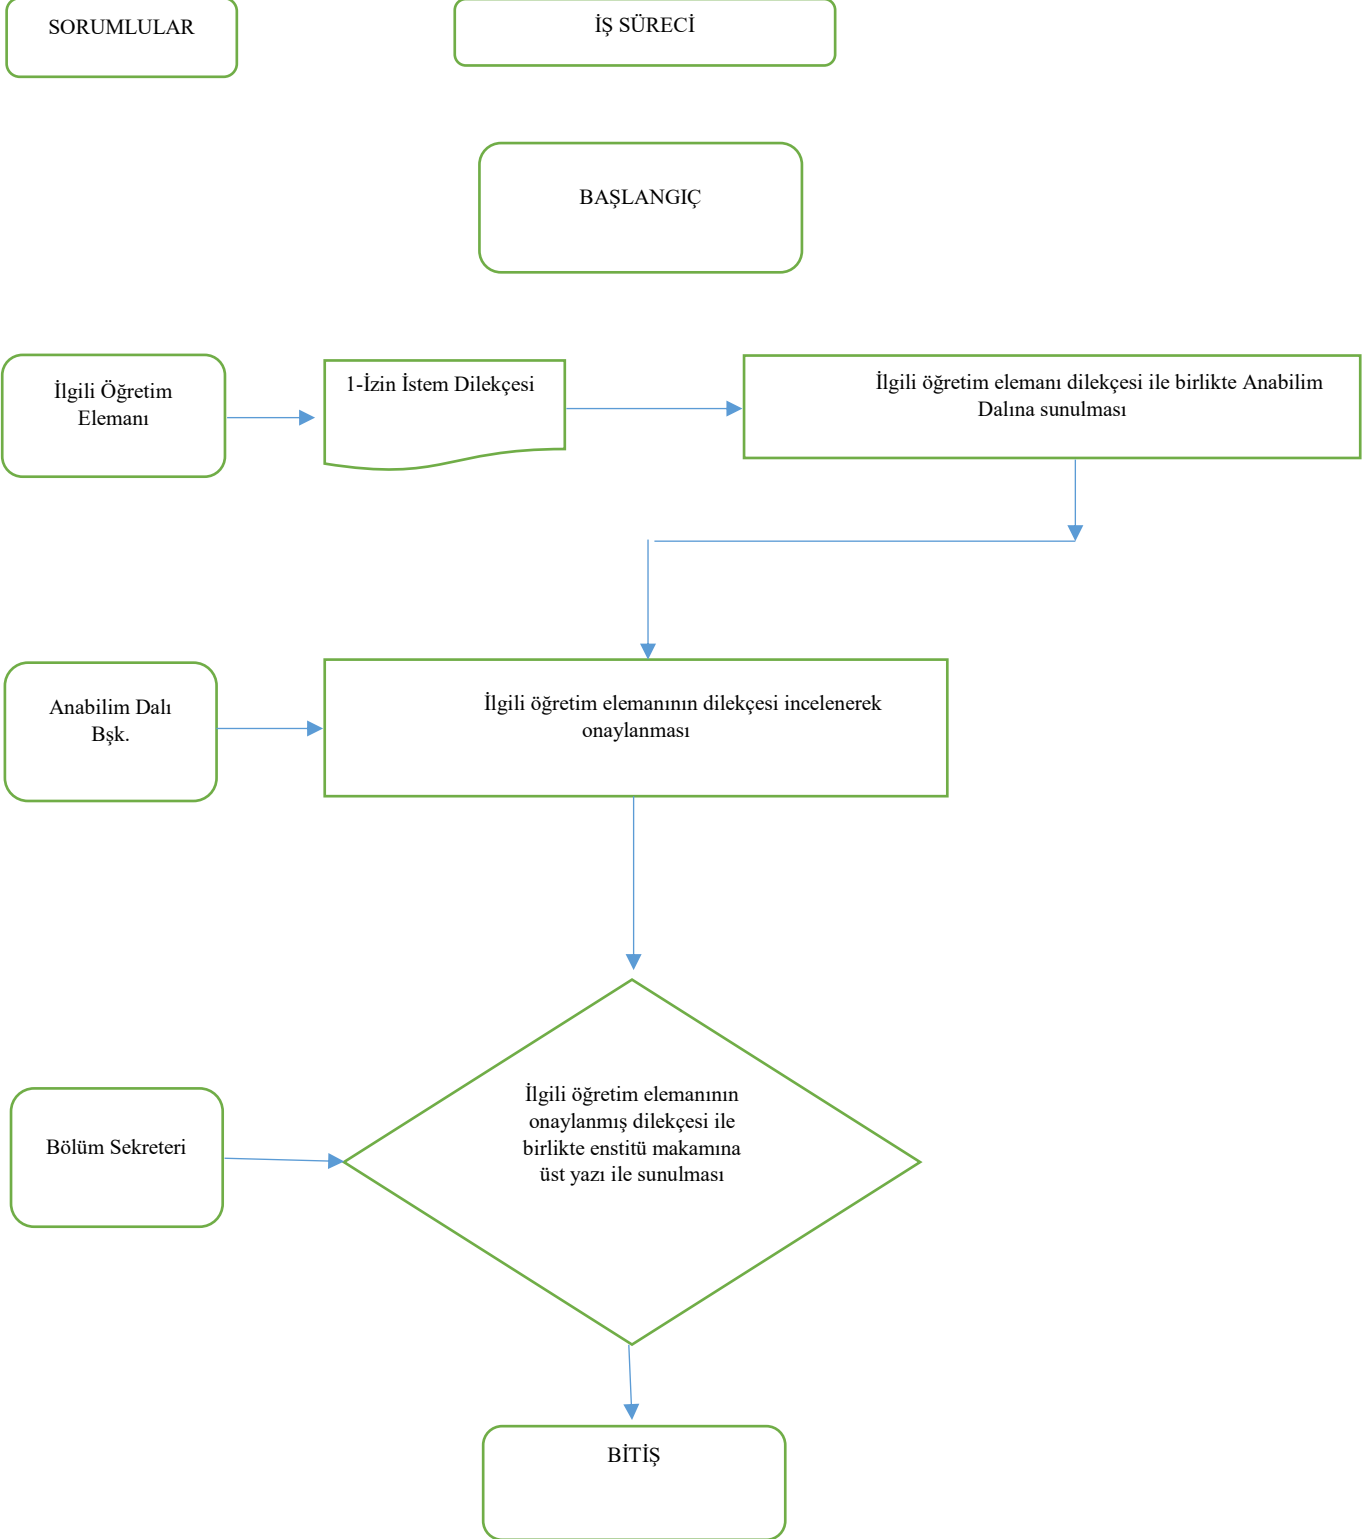 SORUMLULAR
İŞ SÜRECİ
BAŞLANGIÇ
İlgili Öğretim
Elemanı
1-İzin İstem Dilekçesi
İlgili öğretim elemanı dilekçesi ile birlikte Anabilim
Dalına sunulması
Anabilim Dalı
Bşk.
İlgili öğretim elemanının dilekçesi incelenerek
onaylanması
Bölüm Sekreteri
İlgili öğretim elemanının
onaylanmış dilekçesi ile
birlikte enstitü makamına
üst yazı ile sunulması
BİTİŞ